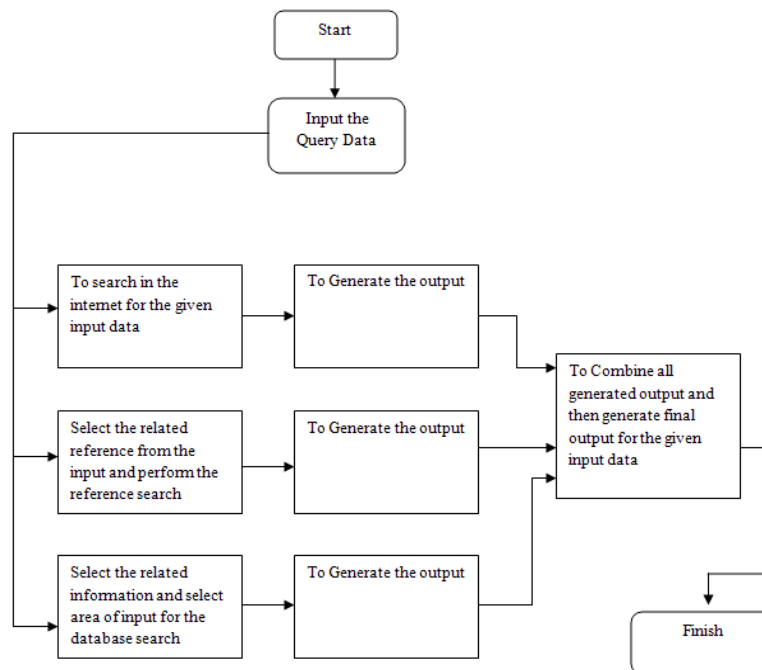 Start
Input the
Query Data
To search in the
internet for the given
input data
To Generate the output
Select the related
reference from the
input and perform the
reference search
To Generate the output
Select the related
information and select
area of input for the
database search
To Generate the output
To Combine all
generated output and
then generate final
output for the given
input data
Finish